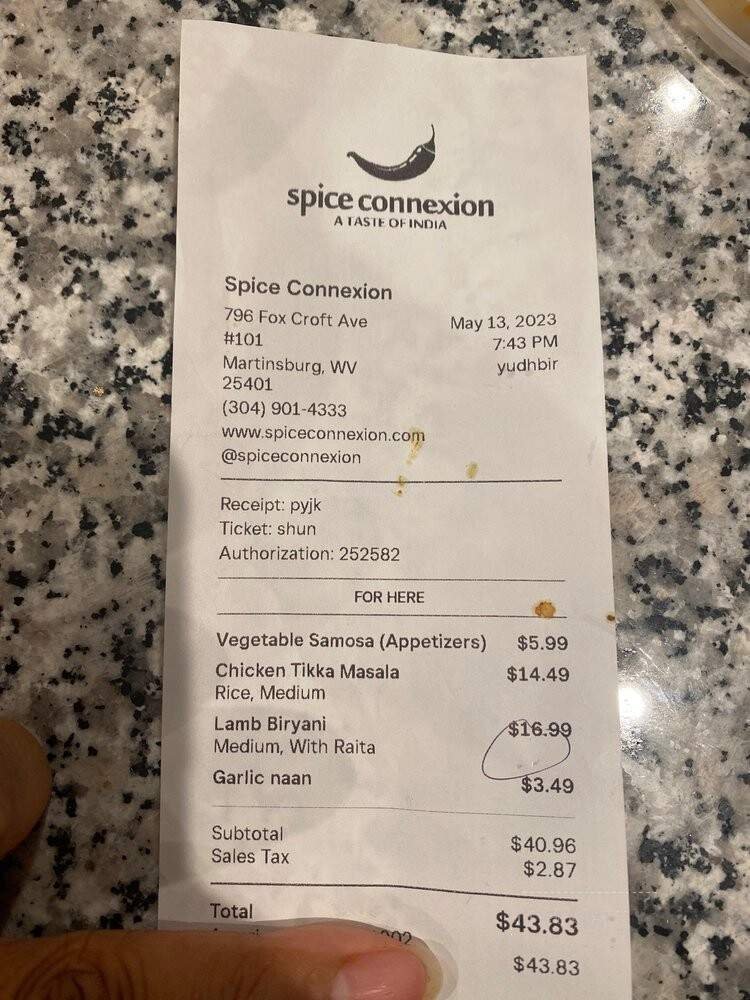 spice connexion
A TASTE OF INDIA
Spice Connexion
796 Fox Croft Ave
#101
Martinsburg, WV
25401
(304) 901-4333
www.spiceconnexion.com
@spiceconnexion
May 13, 2023
7:43 PM
yudhbir
Receipt: pyjk
Ticket: shun
Authorization: 252582
FOR HERE
Vegetable Samosa (Appetizers) $5.99
Chicken Tikka Masala $14.49
Rice, Medium
Lamb Biryani $16.99
Medium, With Raita
Garlic naan $3.49
Subtotal $40.96
Sales Tax $2.87
Total $43.83
$43.83